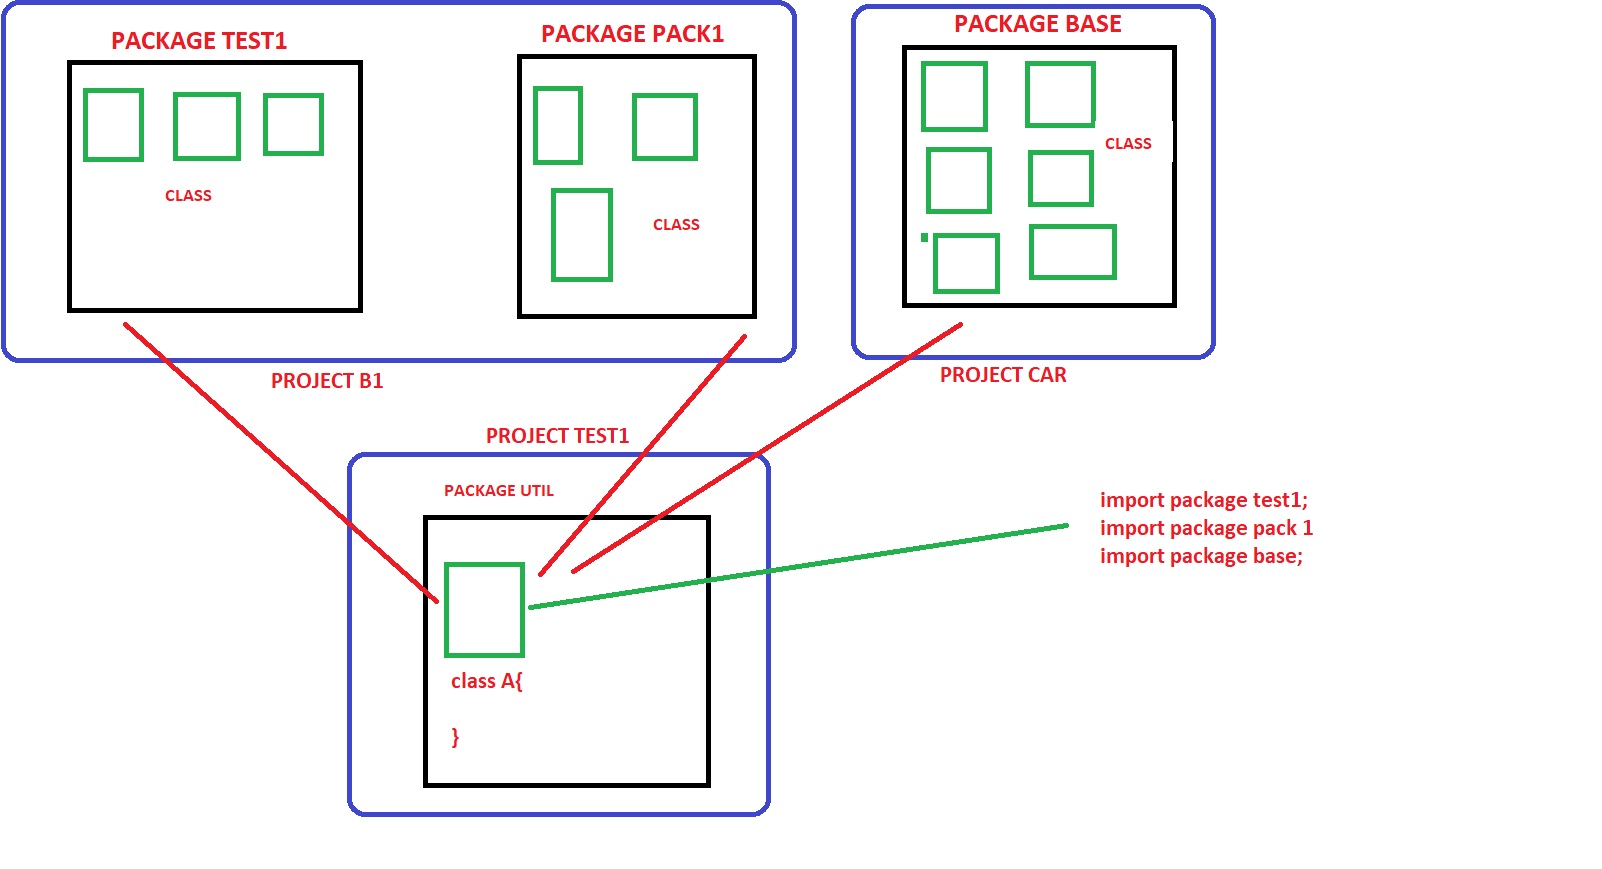 PACKAGE TEST1
PACKAGE PACK1
PACKAGE BASE
CLASS
CLASS
CLASS
PROJECT B1
PROJECT CAR
PROJECT TEST1
PACKAGE UTIL
import package test1;
import package pack 1
import package base;
class A{
}